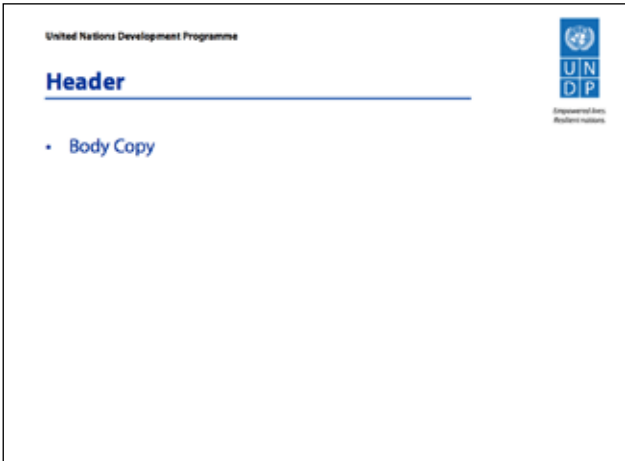 United Nations Development Programme
Header
• Body Copy
U N
D P
Empowered lives.
Resilient nations.